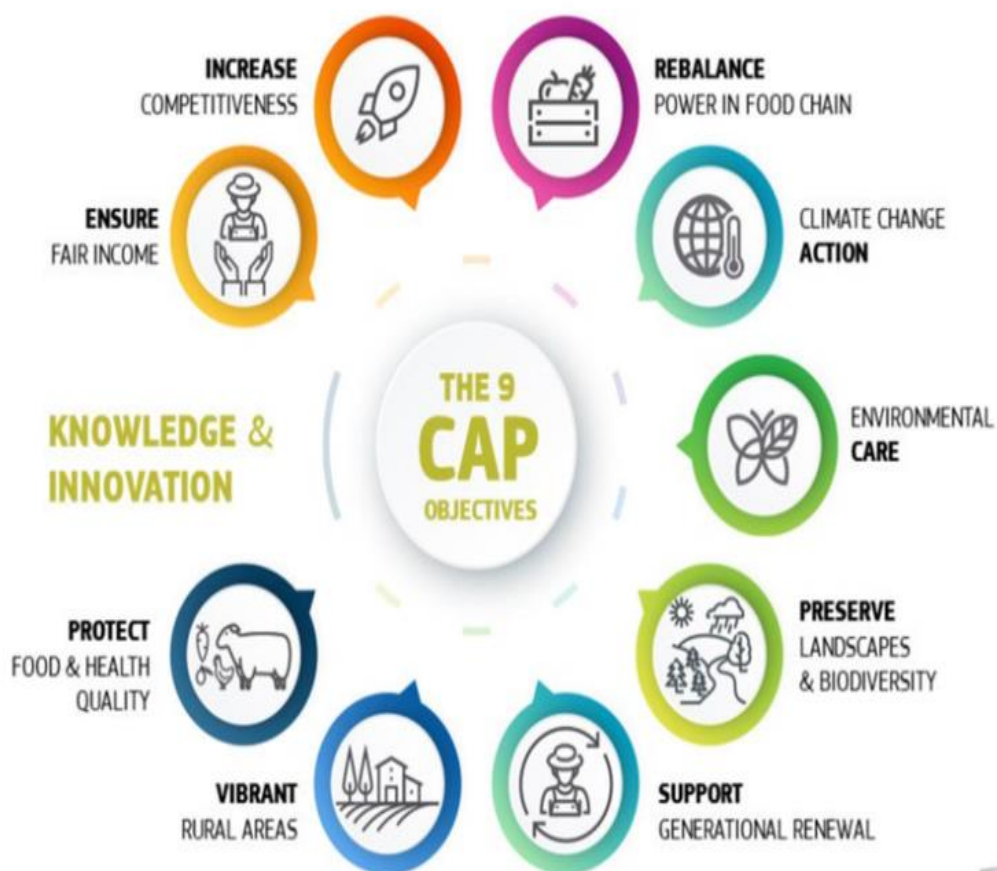 INCREASE
COMPETITIVENESS
REBALANCE
POWER IN FOOD CHAIN
ENSURE
FAIR INCOME
CLIMATE CHANGE
ACTION
THE 9
CAP
OBJECTIVES
KNOWLEDGE &
INNOVATION
ENVIRONMENTAL
CARE
PROTECT
FOOD & HEALTH
QUALITY
PRESERVE
LANDSCAPES
& BIODIVERSITY
VIBRANT
RURAL AREAS
SUPPORT
GENERATIONAL RENEWAL